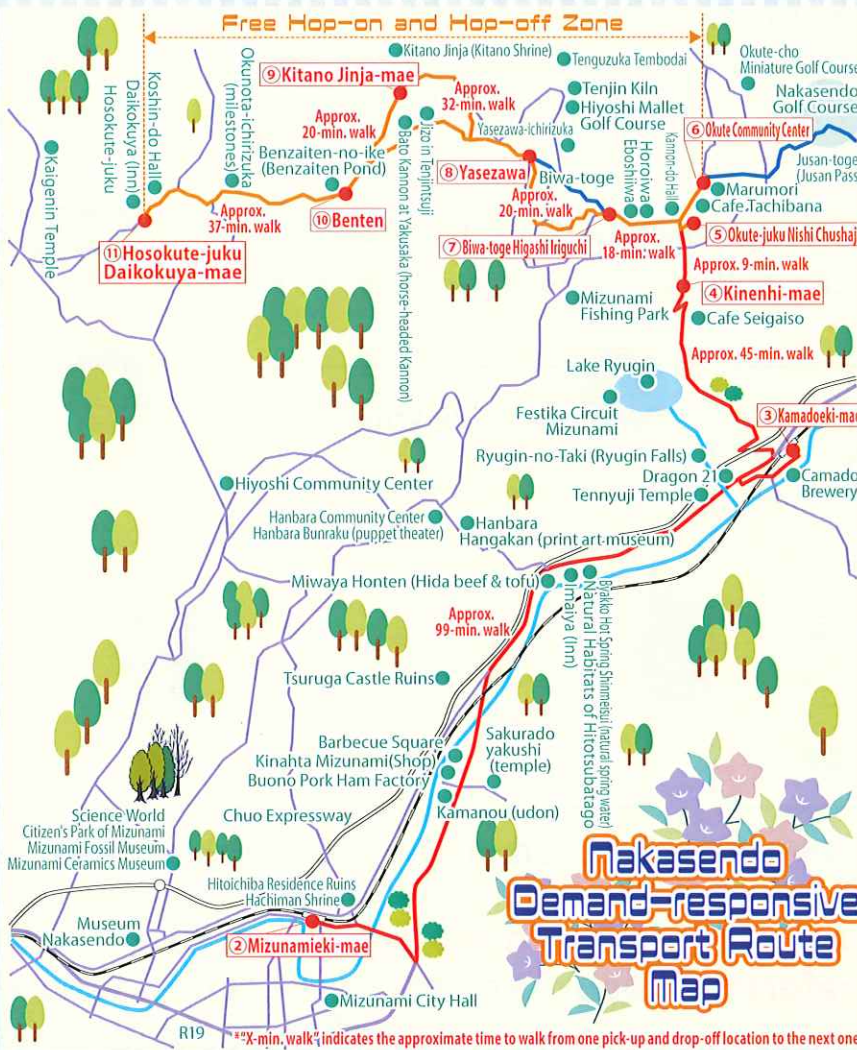 Free Hop-on and Hop-off Zone
Kitano Jinja (Kitano Shrine)
⑨Kitano Jinja-mae
Tenguzuka Tembodai
Okute-cho
Miniature Golf Course
Nakasendo
Golf Course
Koshin-do Hall
Daikokuya (Inn)
Hosokute-juku
Okunota-ichirizuka
(milestones)
Kaigenin Temple
Approx.
20-min. walk
Approx.
32-min. walk
Tenjin Kiln
Hiyoshi Mallet
Golf Course
⑥Okute Community Center
Yasezawa-ichirizuka
Jizo in Tenjintsuji
Bato Kannon at Yakusaka (horse-headed Kannon)
Benzaiten-no-ike
(Benzaiten Pond)
⑧Yasezawa
Biwa-toge
Horoiwa
Eboshiiwa
Kannon-do Hall
Jusan-toge
(Jusan Pass
Marumori
Cafe Tachibana
Approx.
37-min. walk
⑩Benten
Approx.
20-min. walk
⑪Hosokute-juku
Daikokuya-mae
⑦Biwa-toge Higashi Iriguchi
Approx.
18-min. walk
⑤Okute-juku Nishi Chushaj
Approx. 9-min. walk
④Kinenhi-mae
Mizunami
Fishing Park
Cafe Seigaiso
Approx. 45-min. walk
Lake Ryugin
Festika Circuit
Mizunami
③Kamadoeki-mae
Ryugin-no-Taki (Ryugin Falls)
Dragon 21
Tennyuji Temple
Camado
Brewery
Hiyoshi Community Center
Hanbara Community Center
Hanbara Bunraku (puppet theater)
Hanbara
Hangakan (print art museum)
Miwaya Honten (Hida beef & tofu)
Imaiya (Inn)
Natural Habitats of Hitotsubatago
Byakko Hot Spring Shinmeisui (natural spring water)
Approx.
99-min. walk
Tsuruga Castle Ruins
Barbecue Square
Kinahta Mizunami(Shop)
Buono Pork Ham Factory
Sakurado
yakushi
(temple)
Kamanou (udon)
Chuo Expressway
Science World
Citizen's Park of Mizunami
Mizunami Fossil Museum
Mizunami Ceramics Museum
Hitoichiba Residence Ruins
Hachiman Shrine
Museum
Nakasendo
②Mizunamieki-mae
Mizunami City Hall
R19
Nakasendo
Demand-responsive
Transport Route
Map
*"X-min. walk" indicates the approximate time to walk from one pick-up and drop-off location to the next one